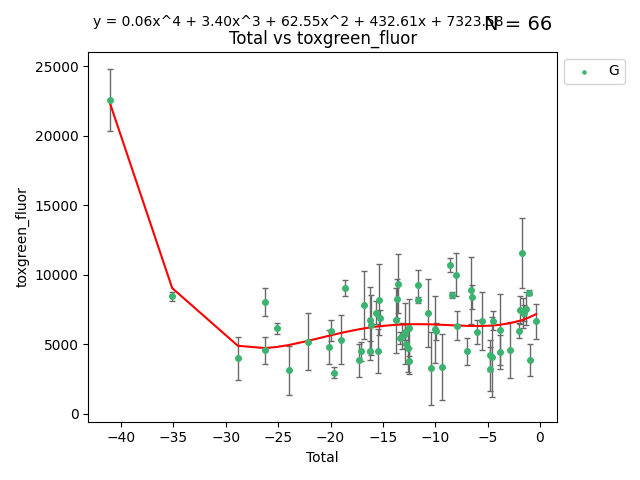 y = 0.06x^4 + 3.40x^3 + 62.55x^2 + 432.61x + 7323.58
N = 66
Total vs toxgreen_fluor
G
toxgreen_fluor
25000
20000
15000
10000
5000
0
−40 −35 −30 −25 −20 −15 −10 −5 0
Total